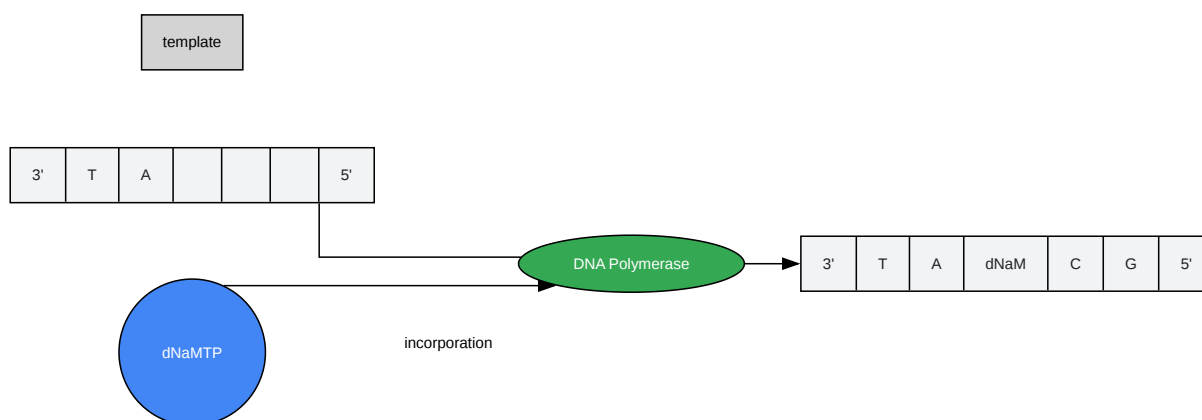 template
3' T A 5'
DNA Polymerase
3' T A dNaM C G 5'
incorporation
dNaMTP